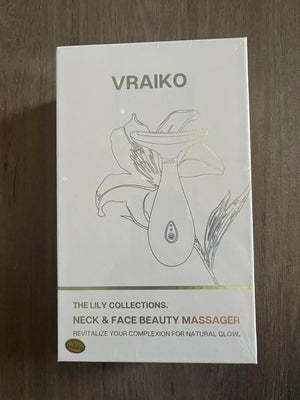 VRAIKO
THE LILY COLLECTIONS.
NECK & FACE BEAUTY MASSAGER
REVITALIZE YOUR COMPLEXION FOR NATURAL GLOW.